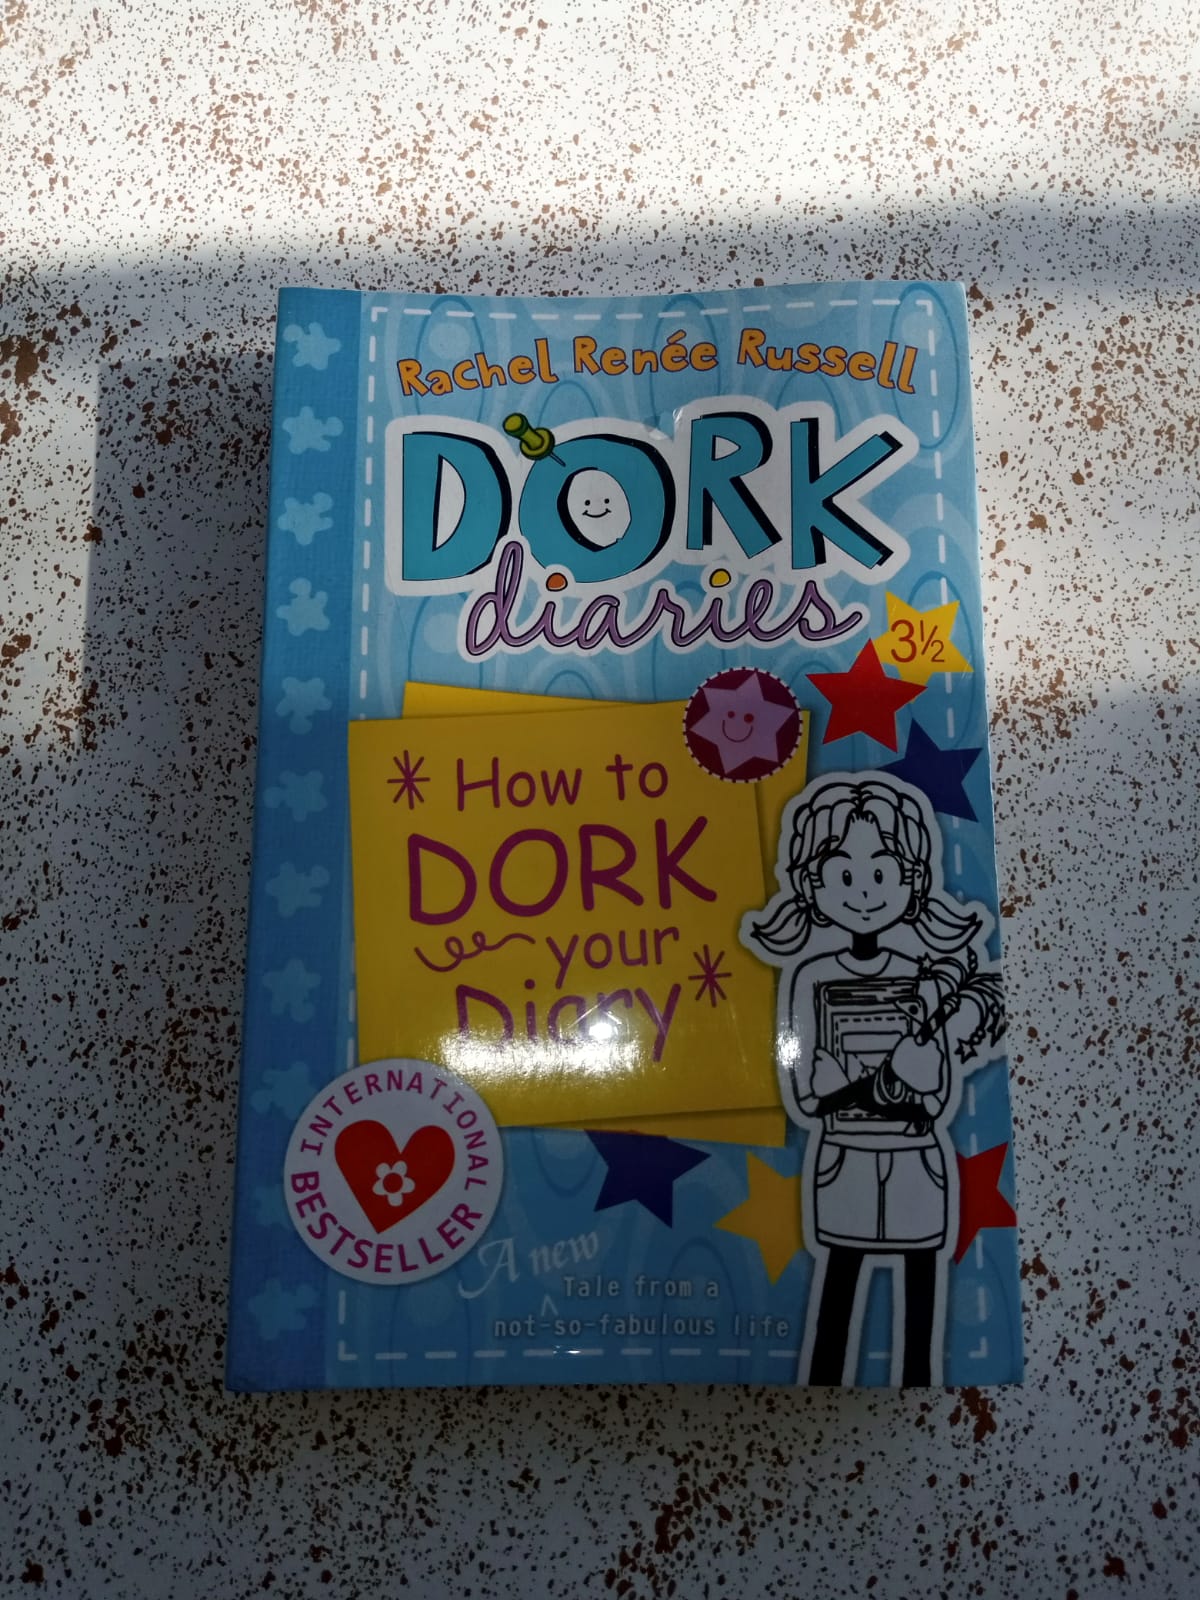 Rachel Renée Russell
DORK
diaries
3½
* How to
DORK
your
Diary *
INTERNATIONAL
BESTSELLER
A new
Tale from a
not-so-fabulous life